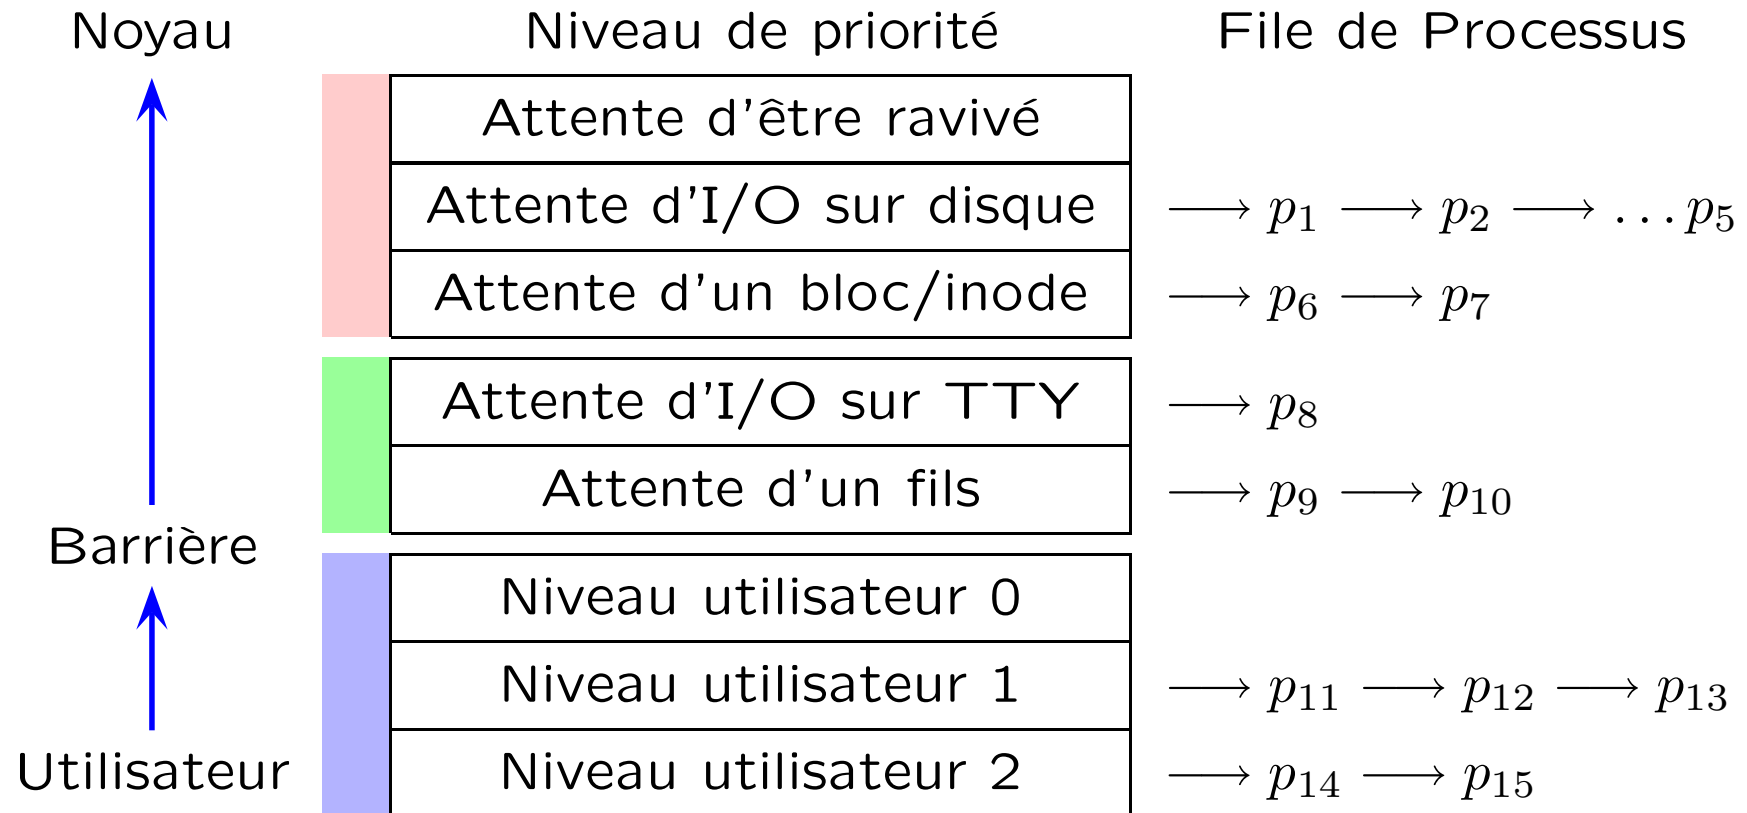 Noyau Niveau de priorité File de Processus
Attente d'être ravivé
Attente d'I/O sur disque → p1 → p2 → ...p5
Attente d'un bloc/inode → p6 → p7
Attente d'I/O sur TTY → p8
Attente d'un fils → p9 → p10
Barrière
Niveau utilisateur 0
Niveau utilisateur 1 → p11 → p12 → p13
Utilisateur Niveau utilisateur 2 → p14 → p15